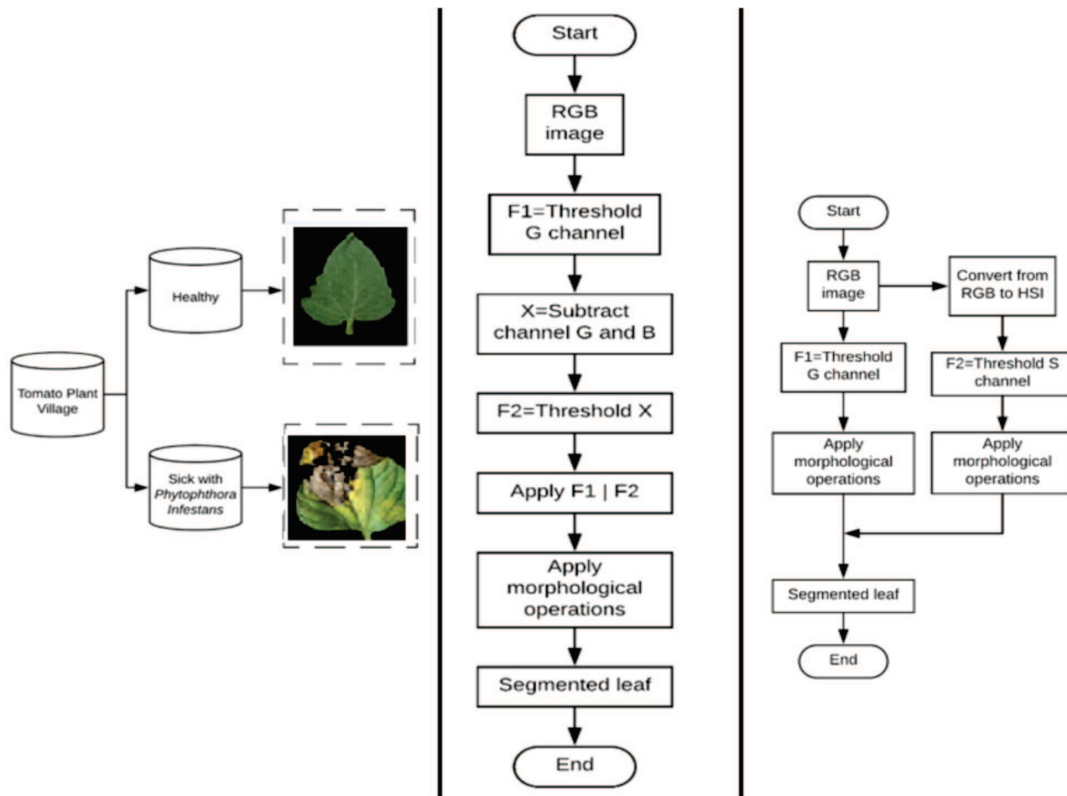 Tomato Plant
Village
Healthy
Sick with
Phytophthora
Infestans
Start
RGB
image
F1=Threshold
G channel
X=Subtract
channel G and B
F2=Threshold X
Apply F1 | F2
Apply
morphological
operations
Segmented leaf
End
Start
RGB
image
Convert from
RGB to HSI
F1=Threshold
G channel
F2=Threshold S
channel
Apply
morphological
operations
Apply
morphological
operations
Segmented leaf
End